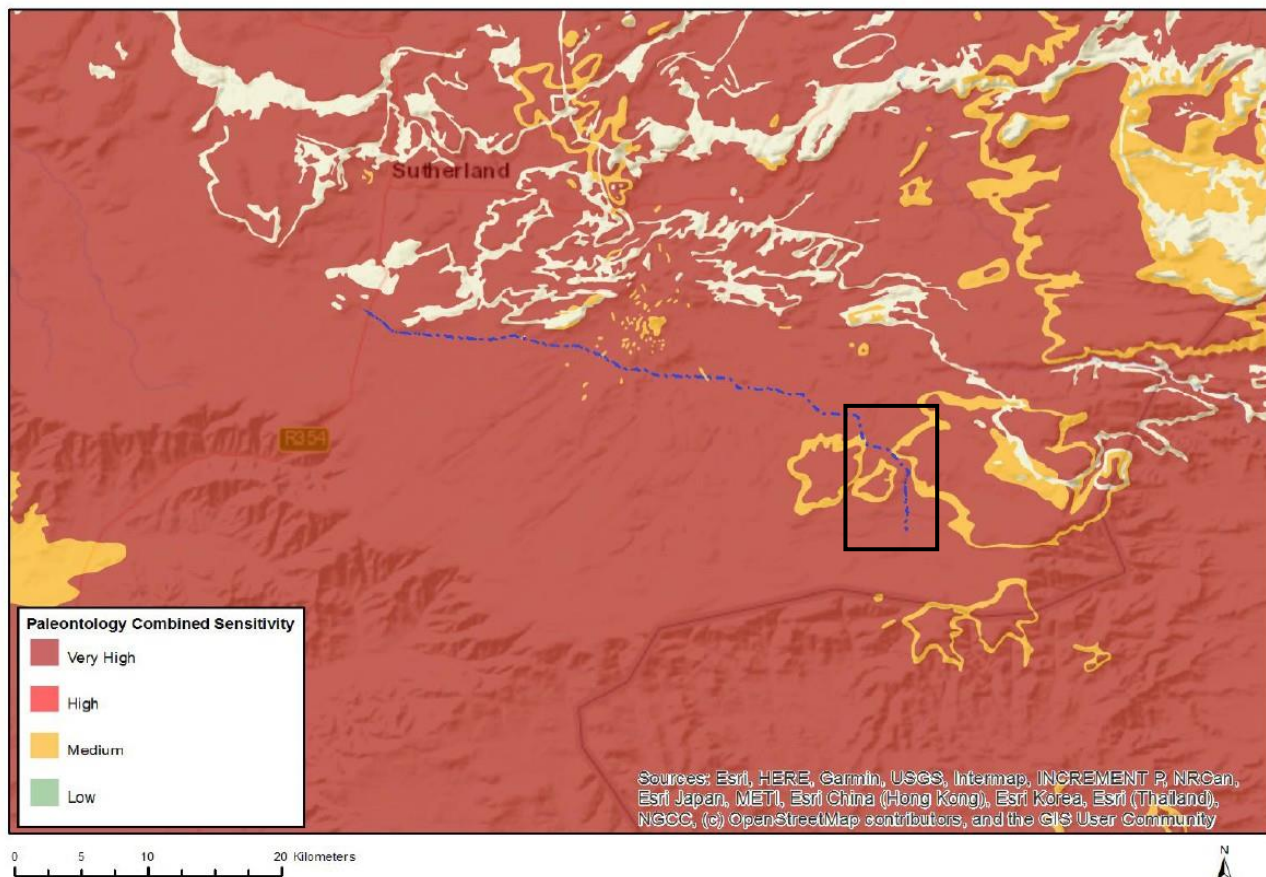 Sutherland
R354
Paleontology Combined Sensitivity
Very High
High
Medium
Low
Sources: Esri, HERE, Garmin, USGS, Intermap, INCREMENT P, NRCan,
Esri Japan, METI, Esri China (Hong Kong), Esri Korea, Esri (Thailand),
NGCC, (c) OpenStreetMap contributors, and the GIS User Community
0 5 10 20 Kilometers
N